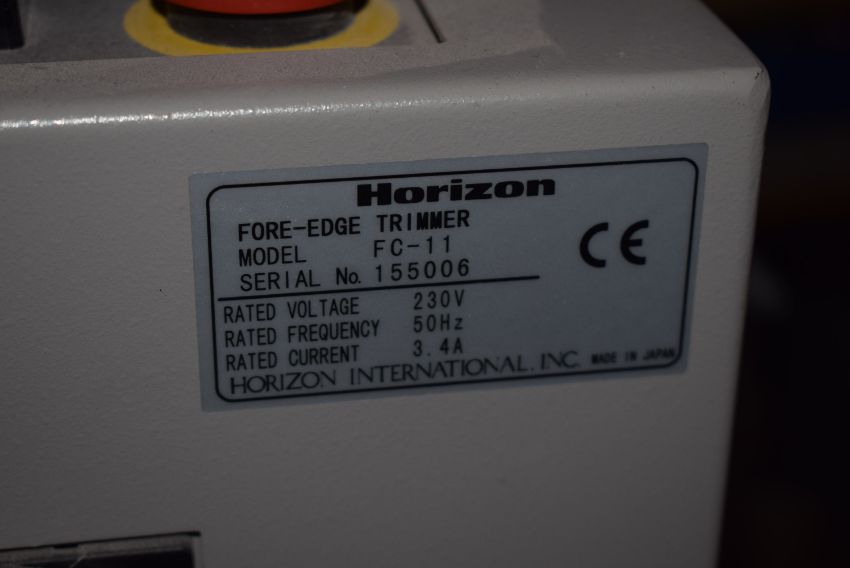 Horizon
FORE-EDGE TRIMMER
MODEL FC-11
SERIAL No. 155006
CE
RATED VOLTAGE 230V
RATED FREQUENCY 50Hz
RATED CURRENT 3.4A
HORIZON INTERNATIONAL. INC. MADE IN JAPAN